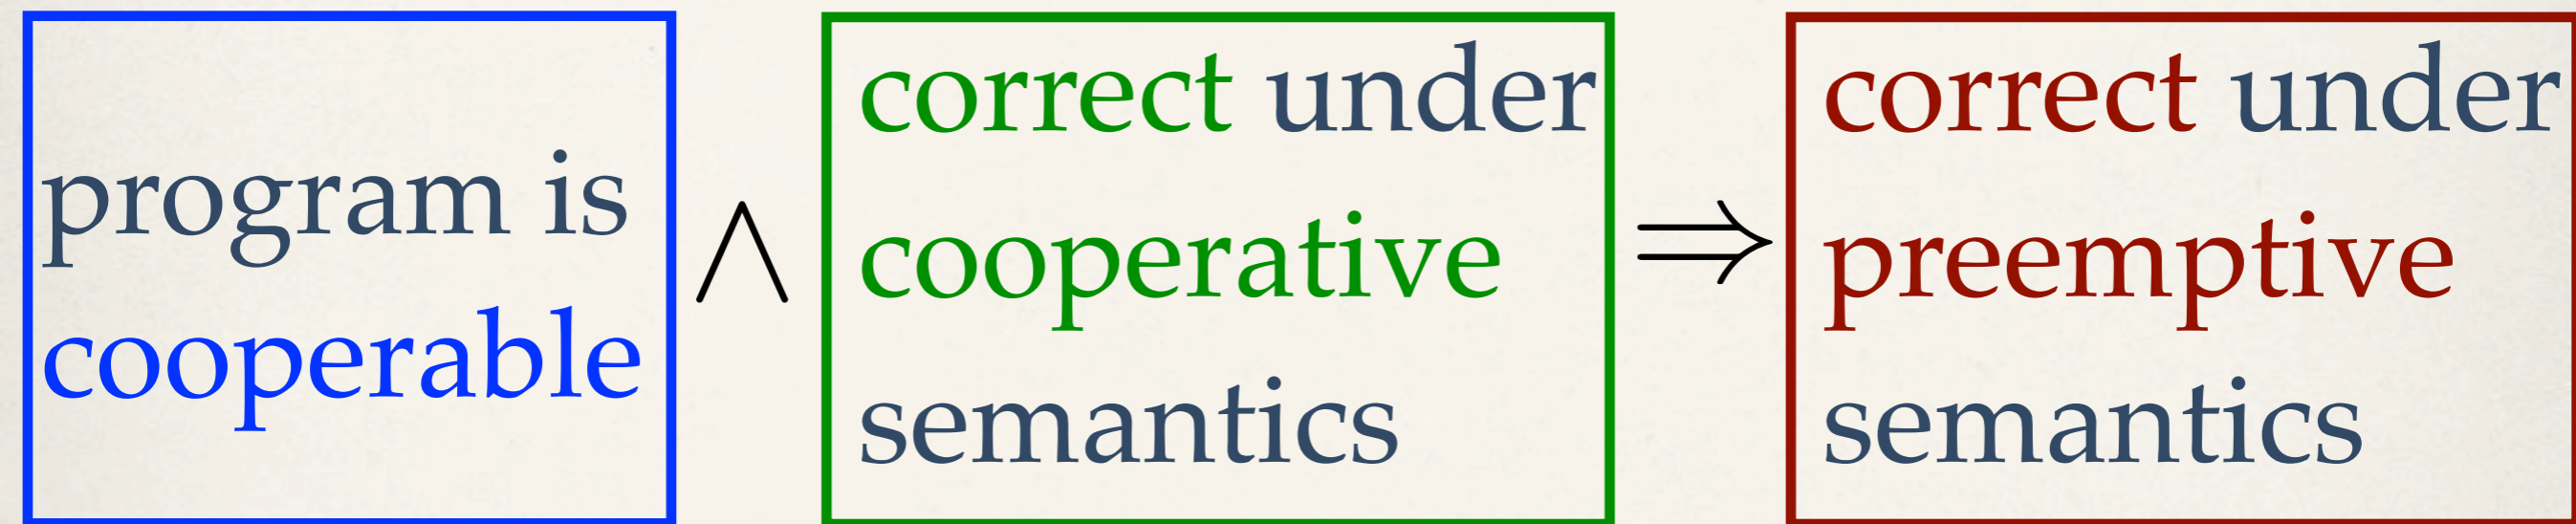 program is
cooperable
∧
correct under
cooperative
semantics
⇒
correct under
preemptive
semantics